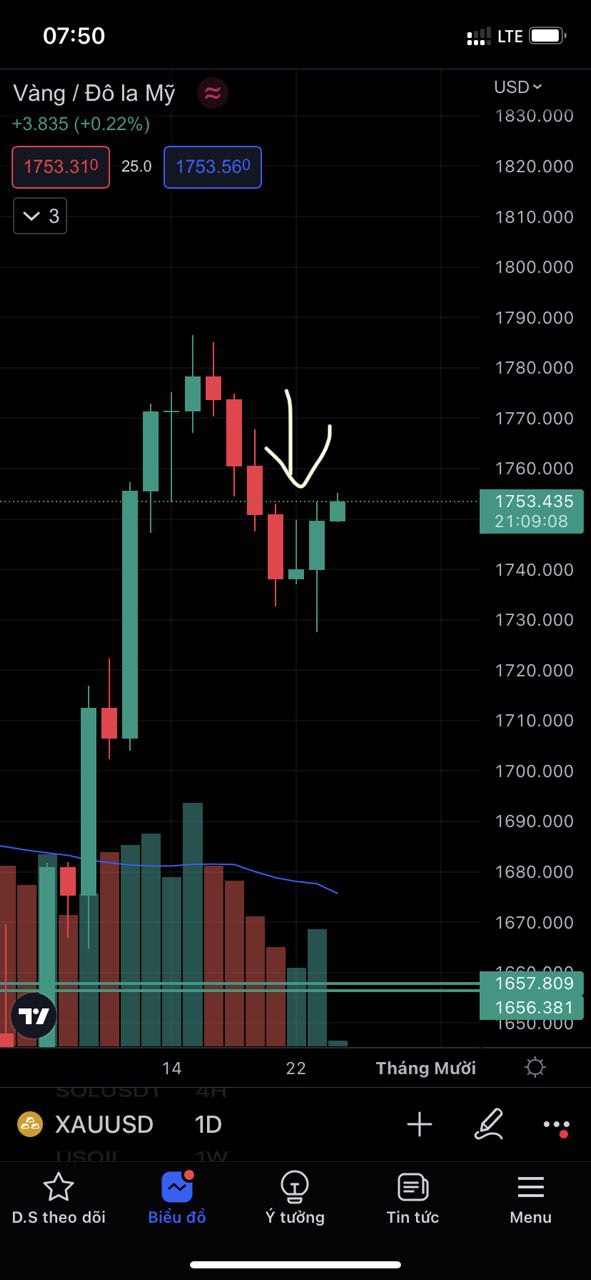 07:50
LTE
Vàng / Đô la Mỹ
USD
+3.835 (+0.22%)
1753.310
25.0
1753.560
3
1830.000
1820.000
1810.000
1800.000
1790.000
1780.000
1770.000
1760.000
1753.435
21:09:08
1740.000
1730.000
1720.000
1710.000
1700.000
1690.000
1680.000
1670.000
1660.000
1657.809
1656.381
1650.000
14
22
Tháng Mười
SOLUSDT 4H
XAUUSD 1D
USOIL 1W
D.S theo dõi
Biểu đồ
Ý tưởng
Tin tức
Menu